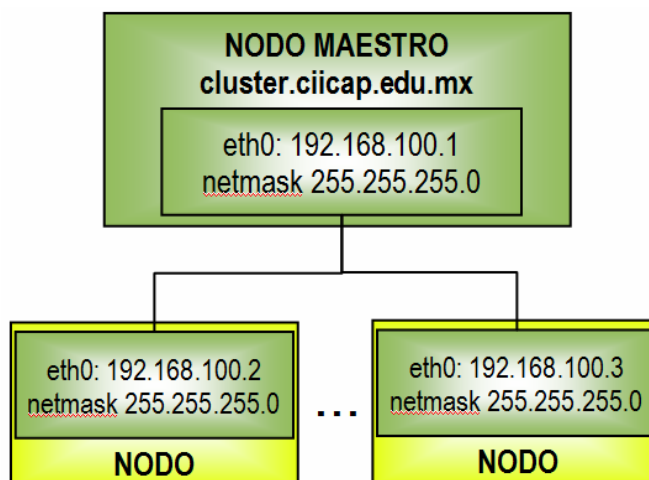 NODO MAESTRO
cluster.ciicap.edu.mx
eth0: 192.168.100.1
netmask 255.255.255.0
eth0: 192.168.100.2
netmask 255.255.255.0
NODO
...
eth0: 192.168.100.3
netmask 255.255.255.0
NODO